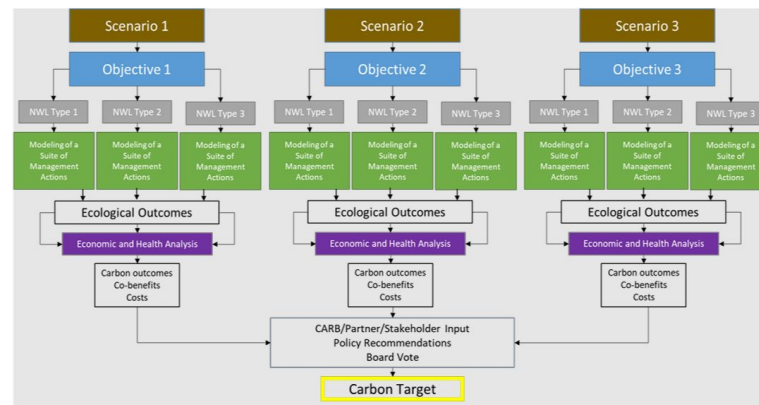 Scenario 1
Scenario 2
Scenario 3
Objective 1
Objective 2
Objective 3
NWL Type 1
NWL Type 2
NWL Type 3
NWL Type 1
NWL Type 2
NWL Type 3
NWL Type 1
NWL Type 2
NWL Type 3
Modeling of a
Suite of
Management
Actions
Modeling of a
Suite of
Management
Actions
Modeling of a
Suite of
Management
Actions
Modeling of a
Suite of
Management
Actions
Modeling of a
Suite of
Management
Actions
Modeling of a
Suite of
Management
Actions
Modeling of a
Suite of
Management
Actions
Modeling of a
Suite of
Management
Actions
Modeling of a
Suite of
Management
Actions
Ecological Outcomes
Ecological Outcomes
Ecological Outcomes
Economic and Health Analysis
Economic and Health Analysis
Economic and Health Analysis
Carbon outcomes
Co-benefits
Costs
Carbon outcomes
Co-benefits
Costs
Carbon outcomes
Co-benefits
Costs
CARB/Partner/Stakeholder Input
Policy Recommendations
Board Vote
Carbon Target